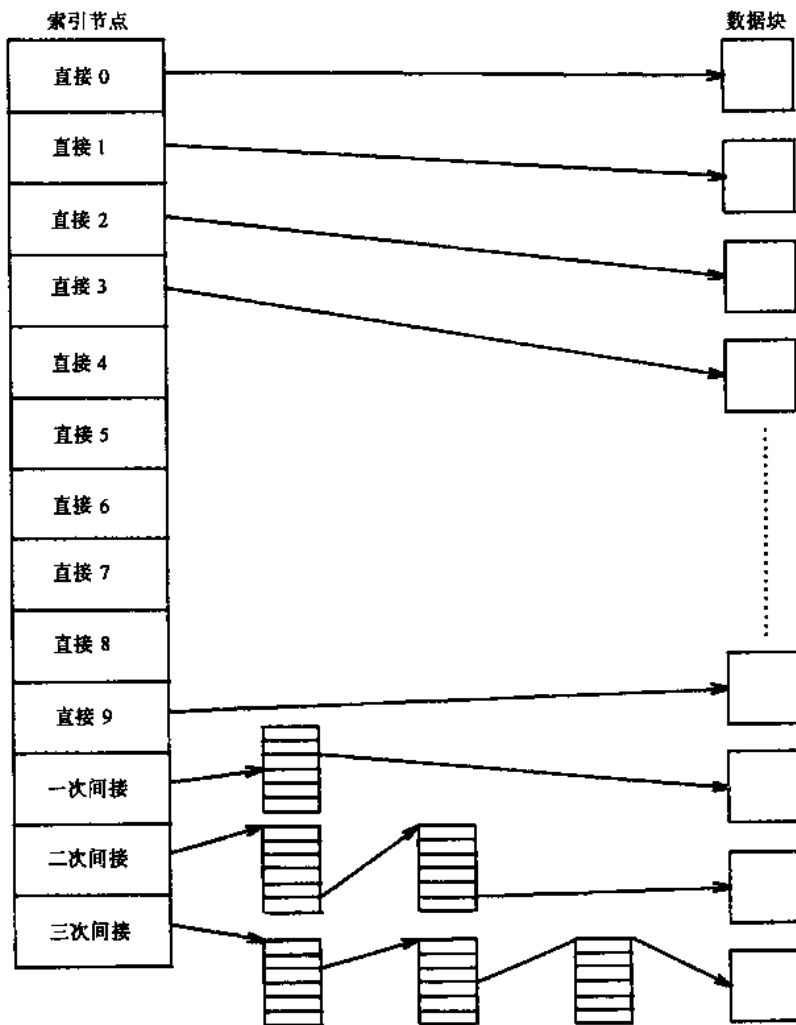 索引节点
数据块
直接 0
直接 1
直接 2
直接 3
直接 4
直接 5
直接 6
直接 7
直接 8
直接 9
一次间接
二次间接
三次间接